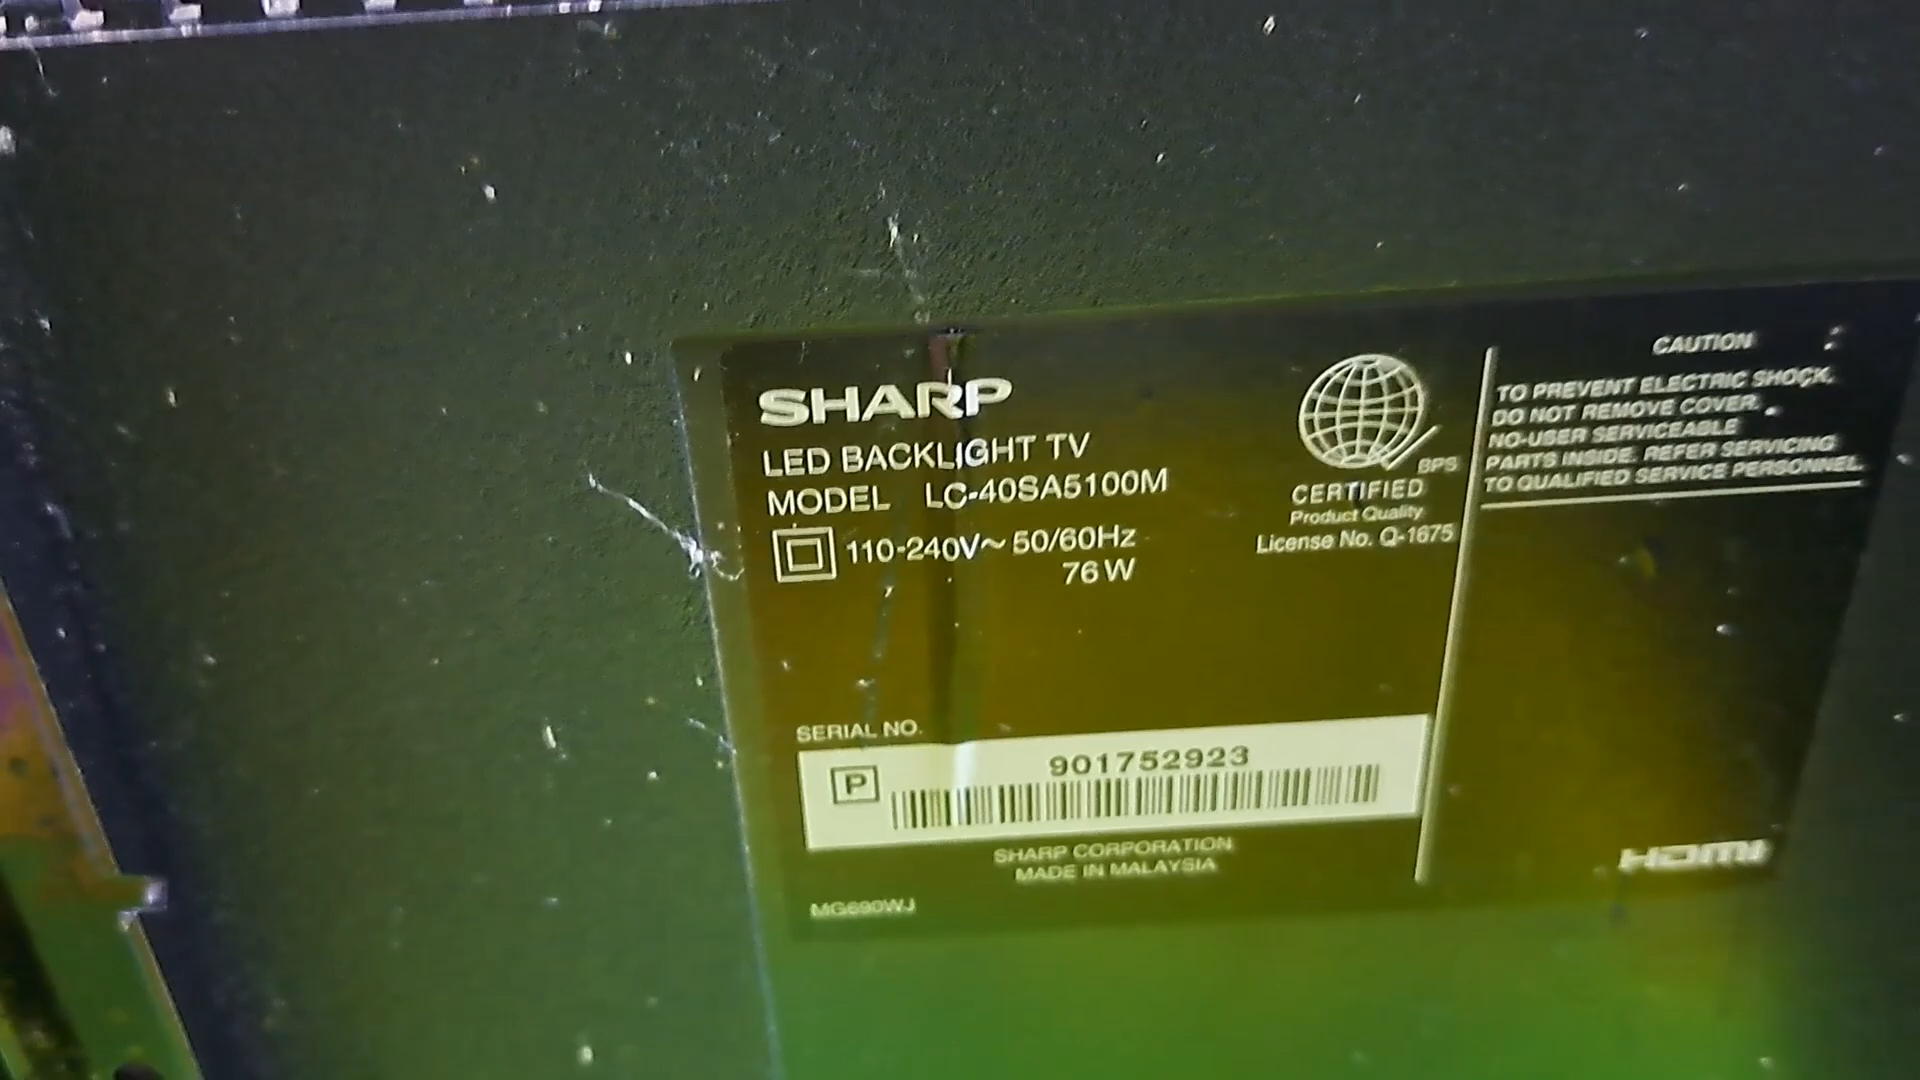 SHARP
LED BACKLIGHT TV
MODEL LC-40SA5100M
110-240V~ 50/60Hz
76W
BPS
CERTIFIED
Product Quality
License No. Q-1675
CAUTION
TO PREVENT ELECTRIC SHOCK,
DO NOT REMOVE COVER.
NO-USER SERVICEABLE
PARTS INSIDE. REFER SERVICING
TO QUALIFIED SERVICE PERSONNEL.
SERIAL NO.
P
901752923
SHARP CORPORATION
MADE IN MALAYSIA
MG690WJ
HDMI